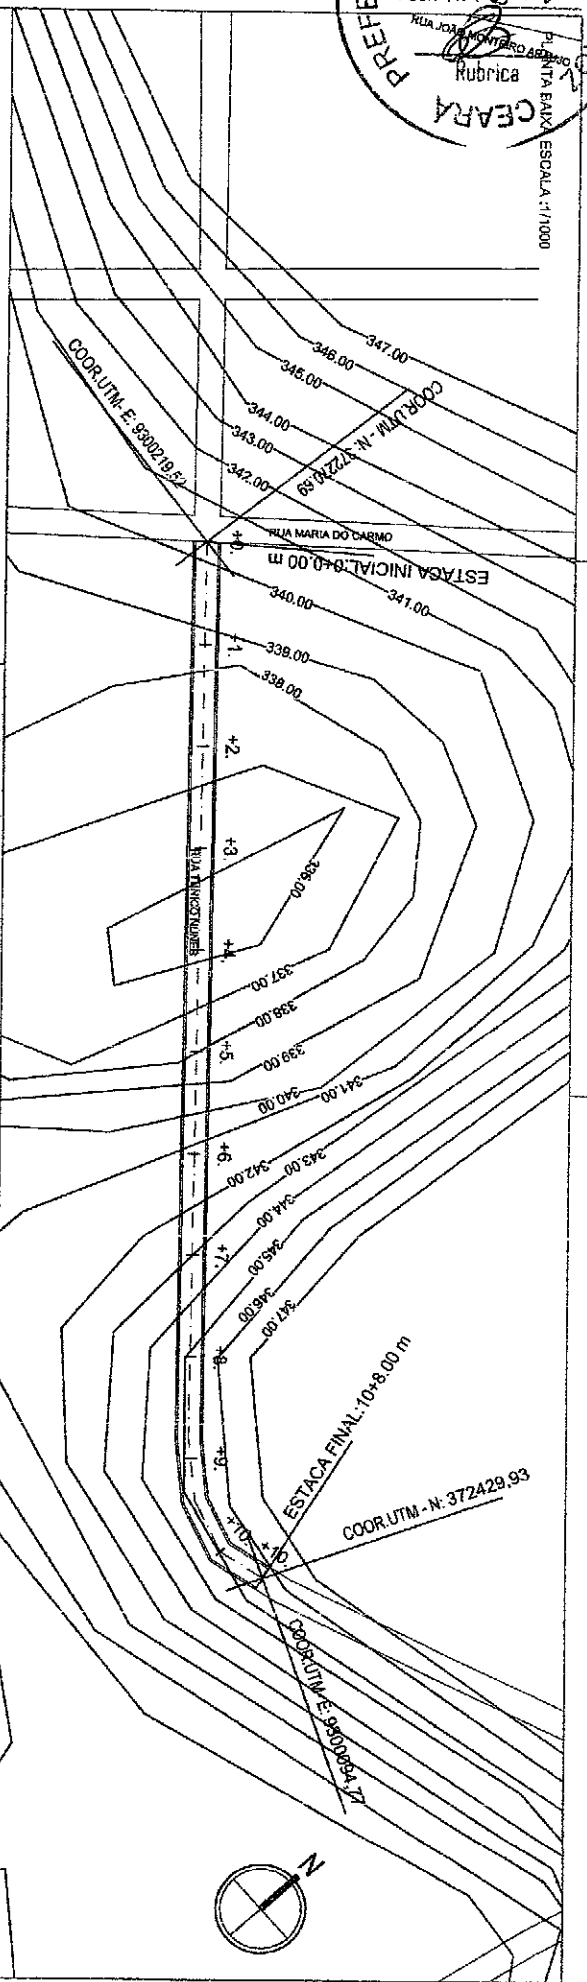 RUA JOÃO MONTEIRO ARAUJO
Rubrica
PREFE
CEARÁ
PLANTA BAIXA ESCALA :1/1000
347.00
346.00
345.00
344.00
343.00
342.00
COOR.UTM- E: 9300219,52
COOR.UTM - N: 372270.69
RUA MARIA DO CARMO
ESTACA INICIAL:0+0.00 m
341.00
340.00
339.00
338.00
+0.
+1.
+2.
+3.
+4.
+5.
+6.
+7.
+8.
+9.
+10.
+10.
336.00
337.00
338.00
339.00
340.00
341.00
342.00
343.00
344.00
345.00
346.00
347.00
ESTACA FINAL:10+8.00 m
COOR.UTM - N: 372429,93
COOR.UTM- E: 9300094,77
N